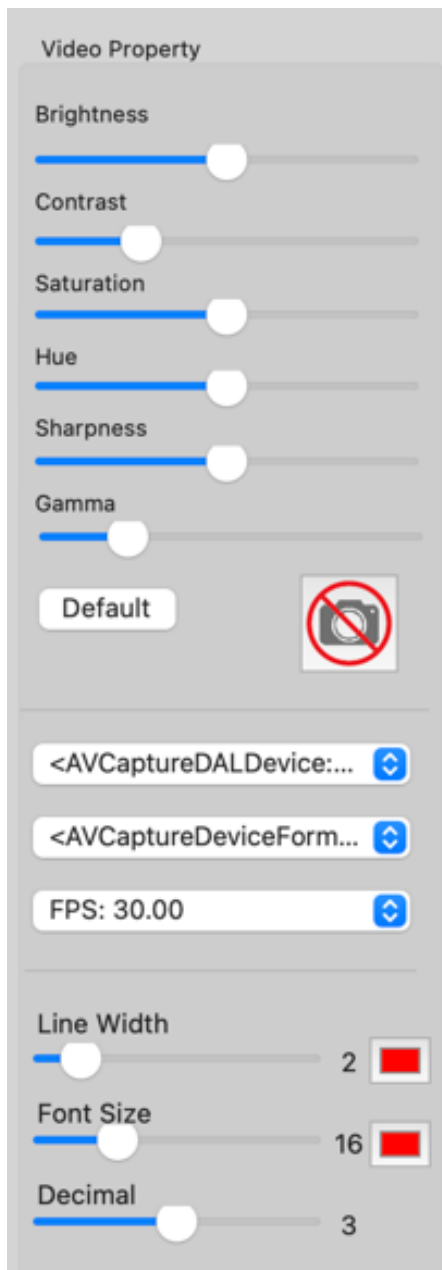 Video Property
Brightness
Contrast
Saturation
Hue
Sharpness
Gamma
Default
<AVCaptureDALDevice:...
<AVCaptureDeviceForm...
FPS: 30.00
Line Width
2
Font Size
16
Decimal
3